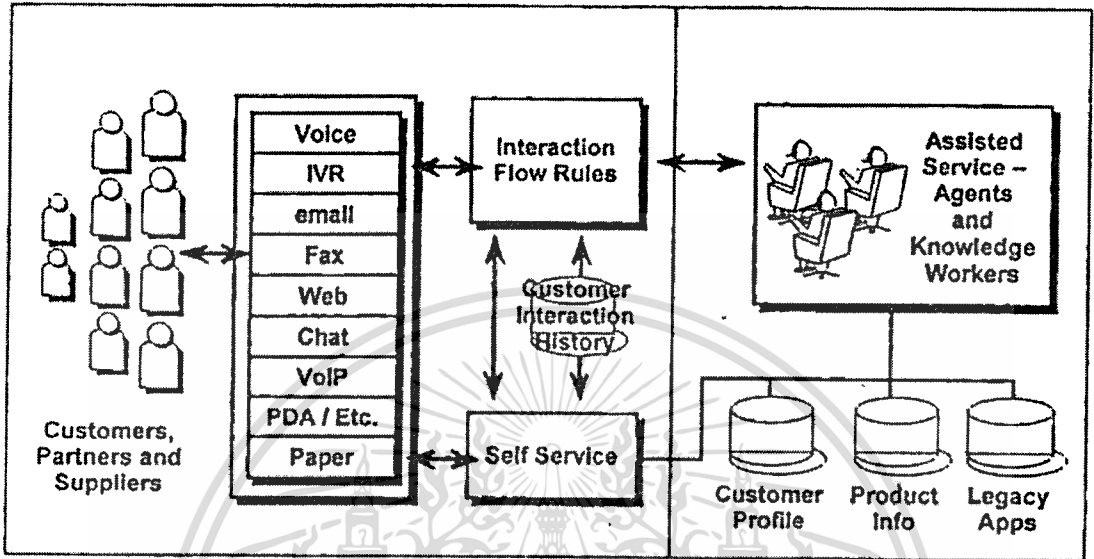 Customers,
Partners and
Suppliers
Voice
IVR
email
Fax
Web
Chat
VoIP
PDA / Etc.
Paper
Interaction
Flow Rules
Customer
Interaction
History
Self Service
Assisted
Service –
Agents
and
Knowledge
Workers
Customer
Profile
Product
Info
Legacy
Apps